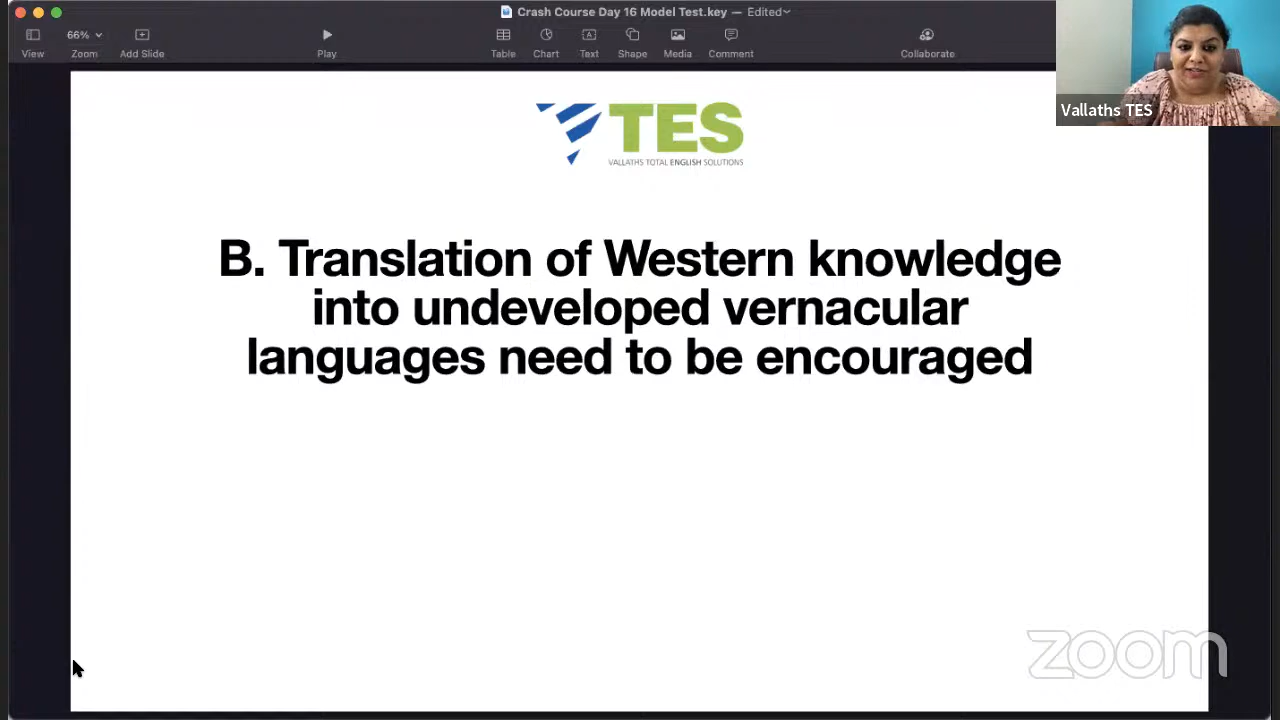 Crash Course Day 16 Model Test.key — Edited
66%
View
Zoom
Add Slide
Play
Table
Chart
Text
Shape
Media
Comment
Collaborate
Vallaths TES
TES
VALLATHS TOTAL ENGLISH SOLUTIONS
B. Translation of Western knowledge
into undeveloped vernacular
languages need to be encouraged
zoom